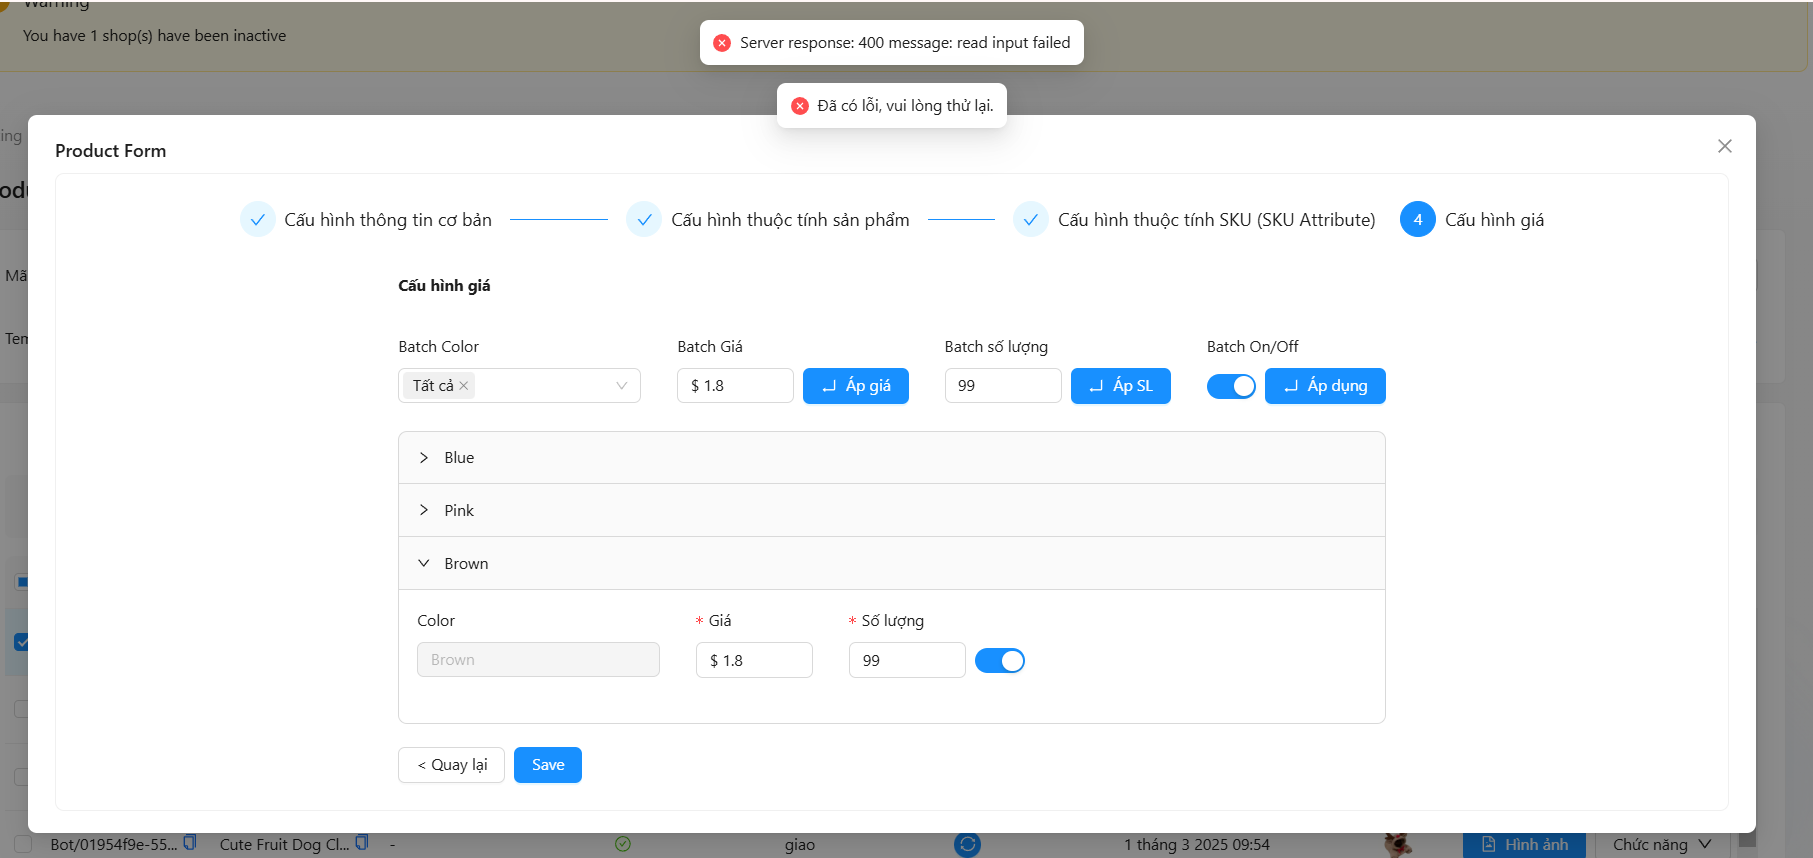 Warning
You have 1 shop(s) have been inactive
Server response: 400 message: read input failed
Đã có lỗi, vui lòng thử lại.
ing
Product Form
4
Cấu hình thông tin cơ bản
Cấu hình thuộc tính sản phẩm
Cấu hình thuộc tính SKU (SKU Attribute)
Cấu hình giá
Mã
Cấu hình giá
Tem
Batch Color
Batch Giá
Batch số lượng
Batch On/Off
Tất cả
$ 1.8
Áp giá
99
Áp SL
Áp dụng
Blue
Pink
Brown
Color
* Giá
* Số lượng
Brown
$ 1.8
99
< Quay lại
Save
Bot/01954f9e-55...
Cute Fruit Dog Cl...
-
giao
1 tháng 3 2025 09:54
Hình ảnh
Chức năng